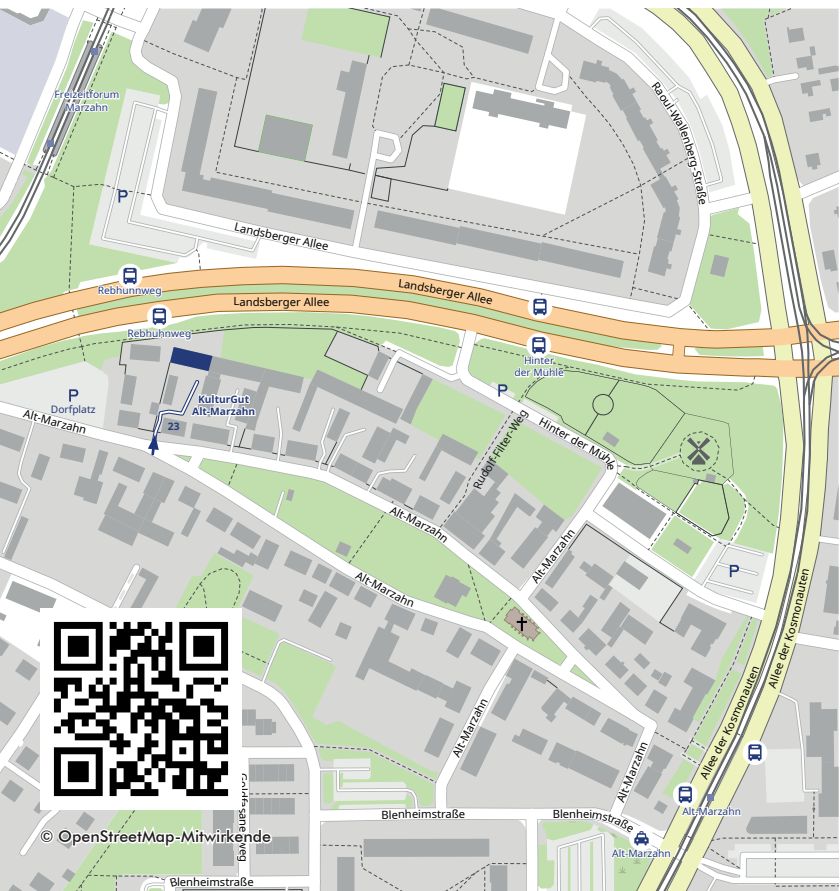 Freizeitforum
Marzahn
Raoul-Wallenberg-Straße
P
Landsberger Allee
Landsberger Allee
Rebhuhnweg
Landsberger Allee
Rebhuhnweg
Hinter
der Mühle
P
Dorfplatz
P
KulturGut
Alt-Marzahn
23
Alt-Marzahn
Rudolf-Filter-Weg
Hinter der Mühle
Alt-Marzahn
Alt-Marzahn
P
Alt-Marzahn
Allee der Kosmonauten
Allee der Kosmonauten
Alt-Marzahn
Alt-Marzahn
Alt-Marzahn
Blenheimstraße
Blenheimstraße
Alt-Marzahn
© OpenStreetMap-Mitwirkende
Blenheimstraße